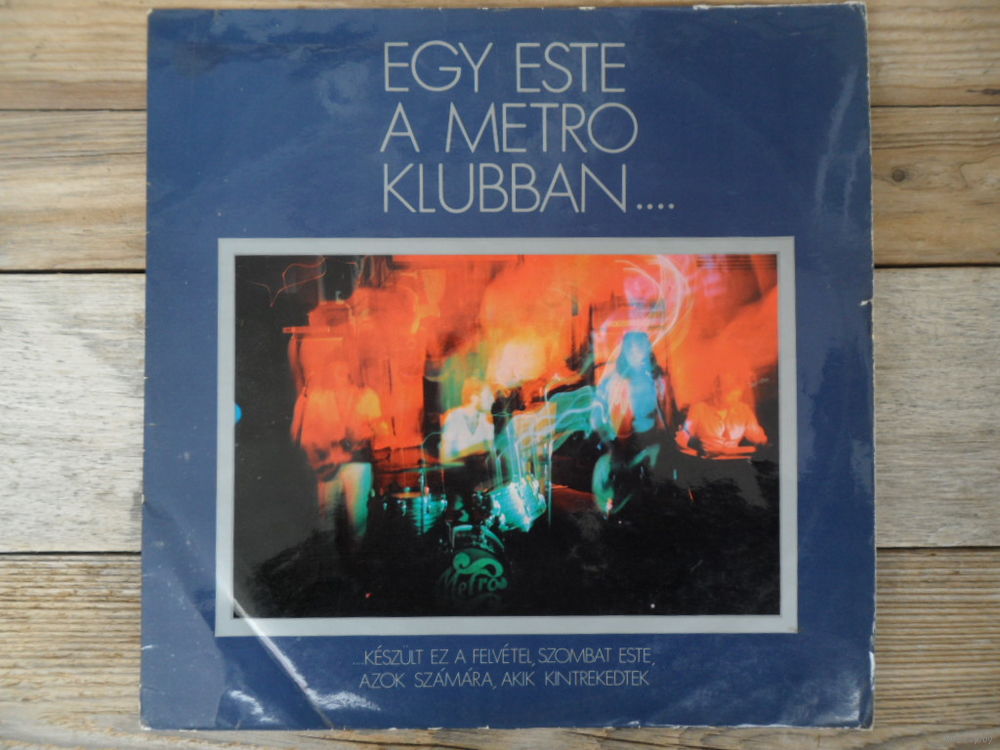 EGY ESTE
A METRO
KLUBBAN....
Metro
....KÉSZÜLT EZ A FELVÉTEL, SZOMBAT ESTE,
AZOK SZÁMÁRA, AKIK KINTREKEDTEK